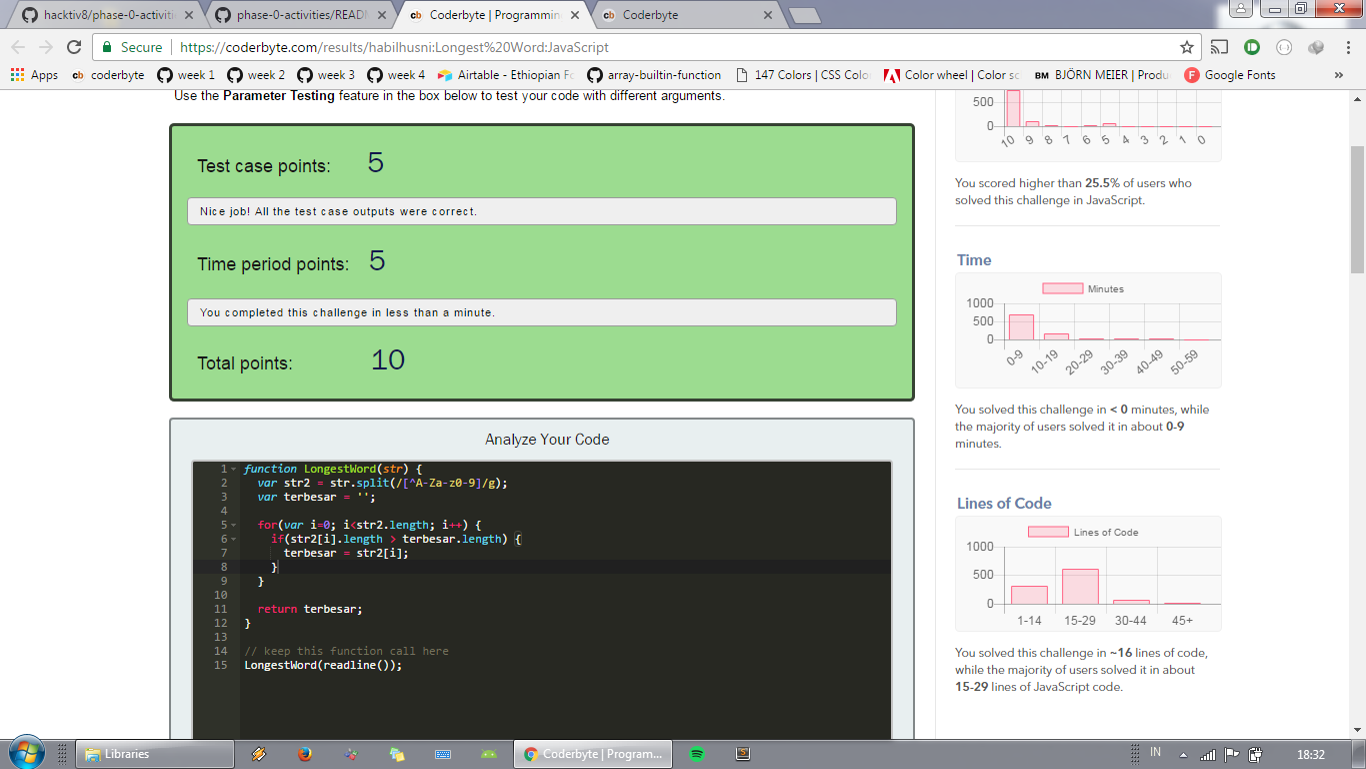 hacktiv8/phase-0-activiti
phase-0-activities/READM
Coderbyte | Programmin
Coderbyte
Secure
https://coderbyte.com/results/habilhusni:Longest%20Word:JavaScript
Apps
coderbyte
week 1
week 2
week 3
week 4
Airtable - Ethiopian Fo
array-builtin-function
147 Colors | CSS Colo
Color wheel | Color sc
BM BJÖRN MEIER | Produ
Google Fonts
»
Use the Parameter Testing feature in the box below to test your code with different arguments.
Test case points: 5
Nice job! All the test case outputs were correct.
Time period points: 5
You completed this challenge in less than a minute.
Total points: 10
Analyze Your Code
1 function LongestWord(str) {
2 var str2 = str.split(/[^A-Za-z0-9]/g);
3 var terbesar = '';
4
5 for(var i=0; i<str2.length; i++) {
6 if(str2[i].length > terbesar.length) {
7 terbesar = str2[i];
8 }
9 }
10
11 return terbesar;
12 }
13
14 // keep this function call here
15 LongestWord(readline());
500
0
10 9 8 7 6 5 4 3 2 1 0
You scored higher than 25.5% of users who
solved this challenge in JavaScript.
Time
Minutes
1000
500
0
0-9 10-19 20-29 30-39 40-49 50-59
You solved this challenge in < 0 minutes, while
the majority of users solved it in about 0-9
minutes.
Lines of Code
Lines of Code
1000
500
0
1-14 15-29 30-44 45+
You solved this challenge in ~16 lines of code,
while the majority of users solved it in about
15-29 lines of JavaScript code.
Libraries
Coderbyte | Program...
IN
18:32